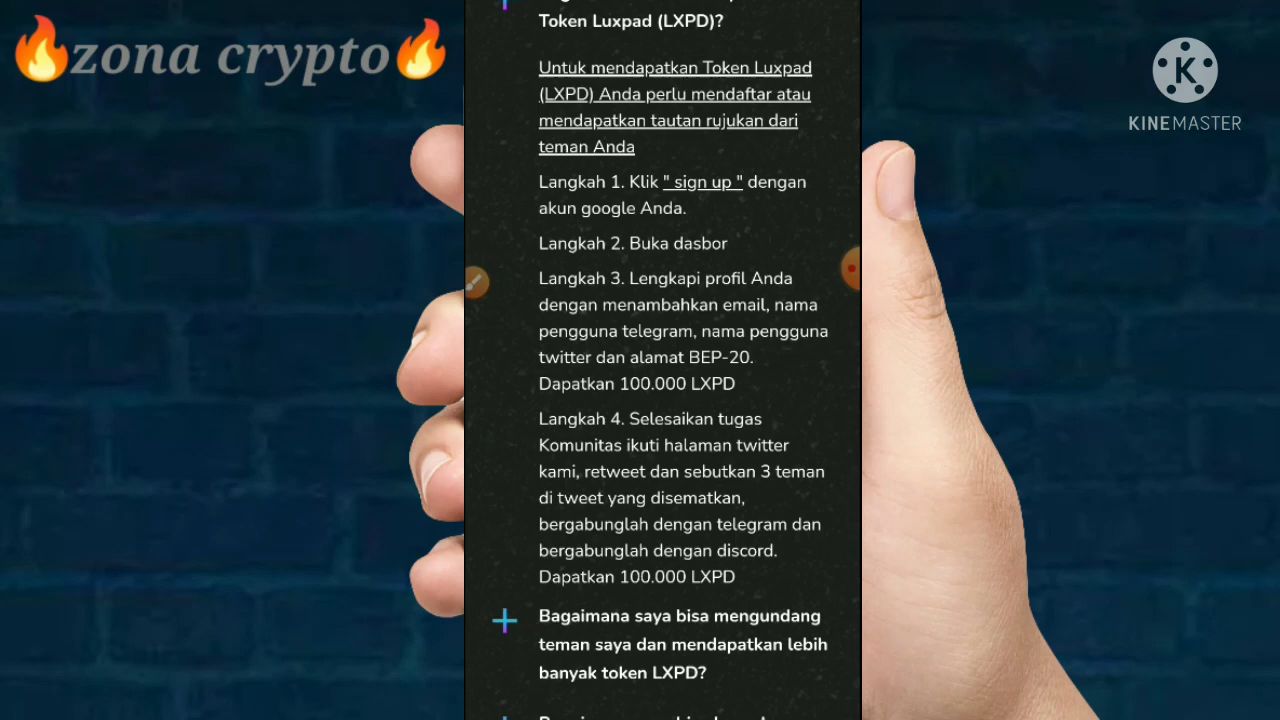 🔥zona crypto🔥
K
KINEMASTER
Token Luxpad (LXPD)?
Untuk mendapatkan Token Luxpad
(LXPD) Anda perlu mendaftar atau
mendapatkan tautan rujukan dari
teman Anda
Langkah 1. Klik " sign up " dengan
akun google Anda.
Langkah 2. Buka dasbor
Langkah 3. Lengkapi profil Anda
dengan menambahkan email, nama
pengguna telegram, nama pengguna
twitter dan alamat BEP-20.
Dapatkan 100.000 LXPD
Langkah 4. Selesaikan tugas
Komunitas ikuti halaman twitter
kami, retweet dan sebutkan 3 teman
di tweet yang disematkan,
bergabunglah dengan telegram dan
bergabunglah dengan discord.
Dapatkan 100.000 LXPD
Bagaimana saya bisa mengundang
teman saya dan mendapatkan lebih
banyak token LXPD?